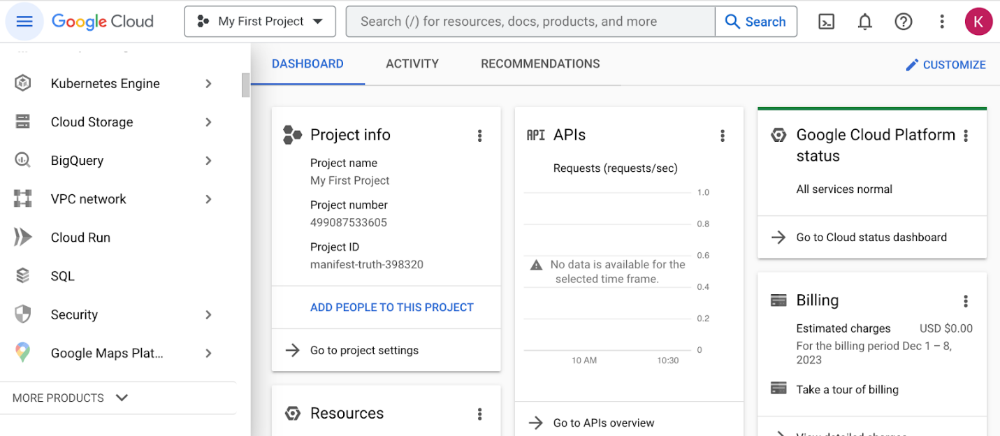 Google Cloud
My First Project
Search (/) for resources, docs, products, and more
Search
K
Kubernetes Engine
Cloud Storage
BigQuery
VPC network
Cloud Run
SQL
Security
Google Maps Plat...
MORE PRODUCTS
DASHBOARD
ACTIVITY
RECOMMENDATIONS
CUSTOMIZE
Project info
Project name
My First Project
Project number
499087533605
Project ID
manifest-truth-398320
ADD PEOPLE TO THIS PROJECT
Go to project settings
Resources
API APIs
Requests (requests/sec)
1.0
0.8
0.6
No data is available for the
selected time frame.
0.4
0.2
0
10 AM
10:30
Go to APIs overview
Google Cloud Platform
status
All services normal
Go to Cloud status dashboard
Billing
Estimated charges USD $0.00
For the billing period Dec 1 – 8,
2023
Take a tour of billing
View detailed charges